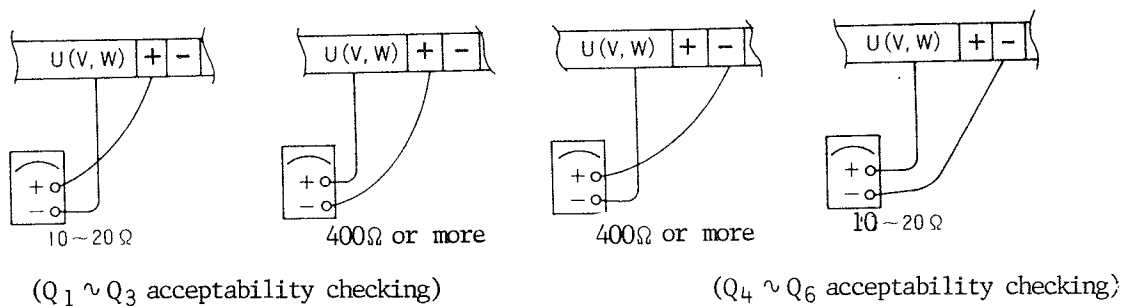 U(V, W) + −
U(V, W) + −
U(V, W) + −
U(V, W) + −
+
−
+
−
+
−
+
−
10~20 Ω
400Ω or more
400Ω or more
10~20 Ω
(Q1 ~ Q3 acceptability checking)
(Q4 ~ Q6 acceptability checking)